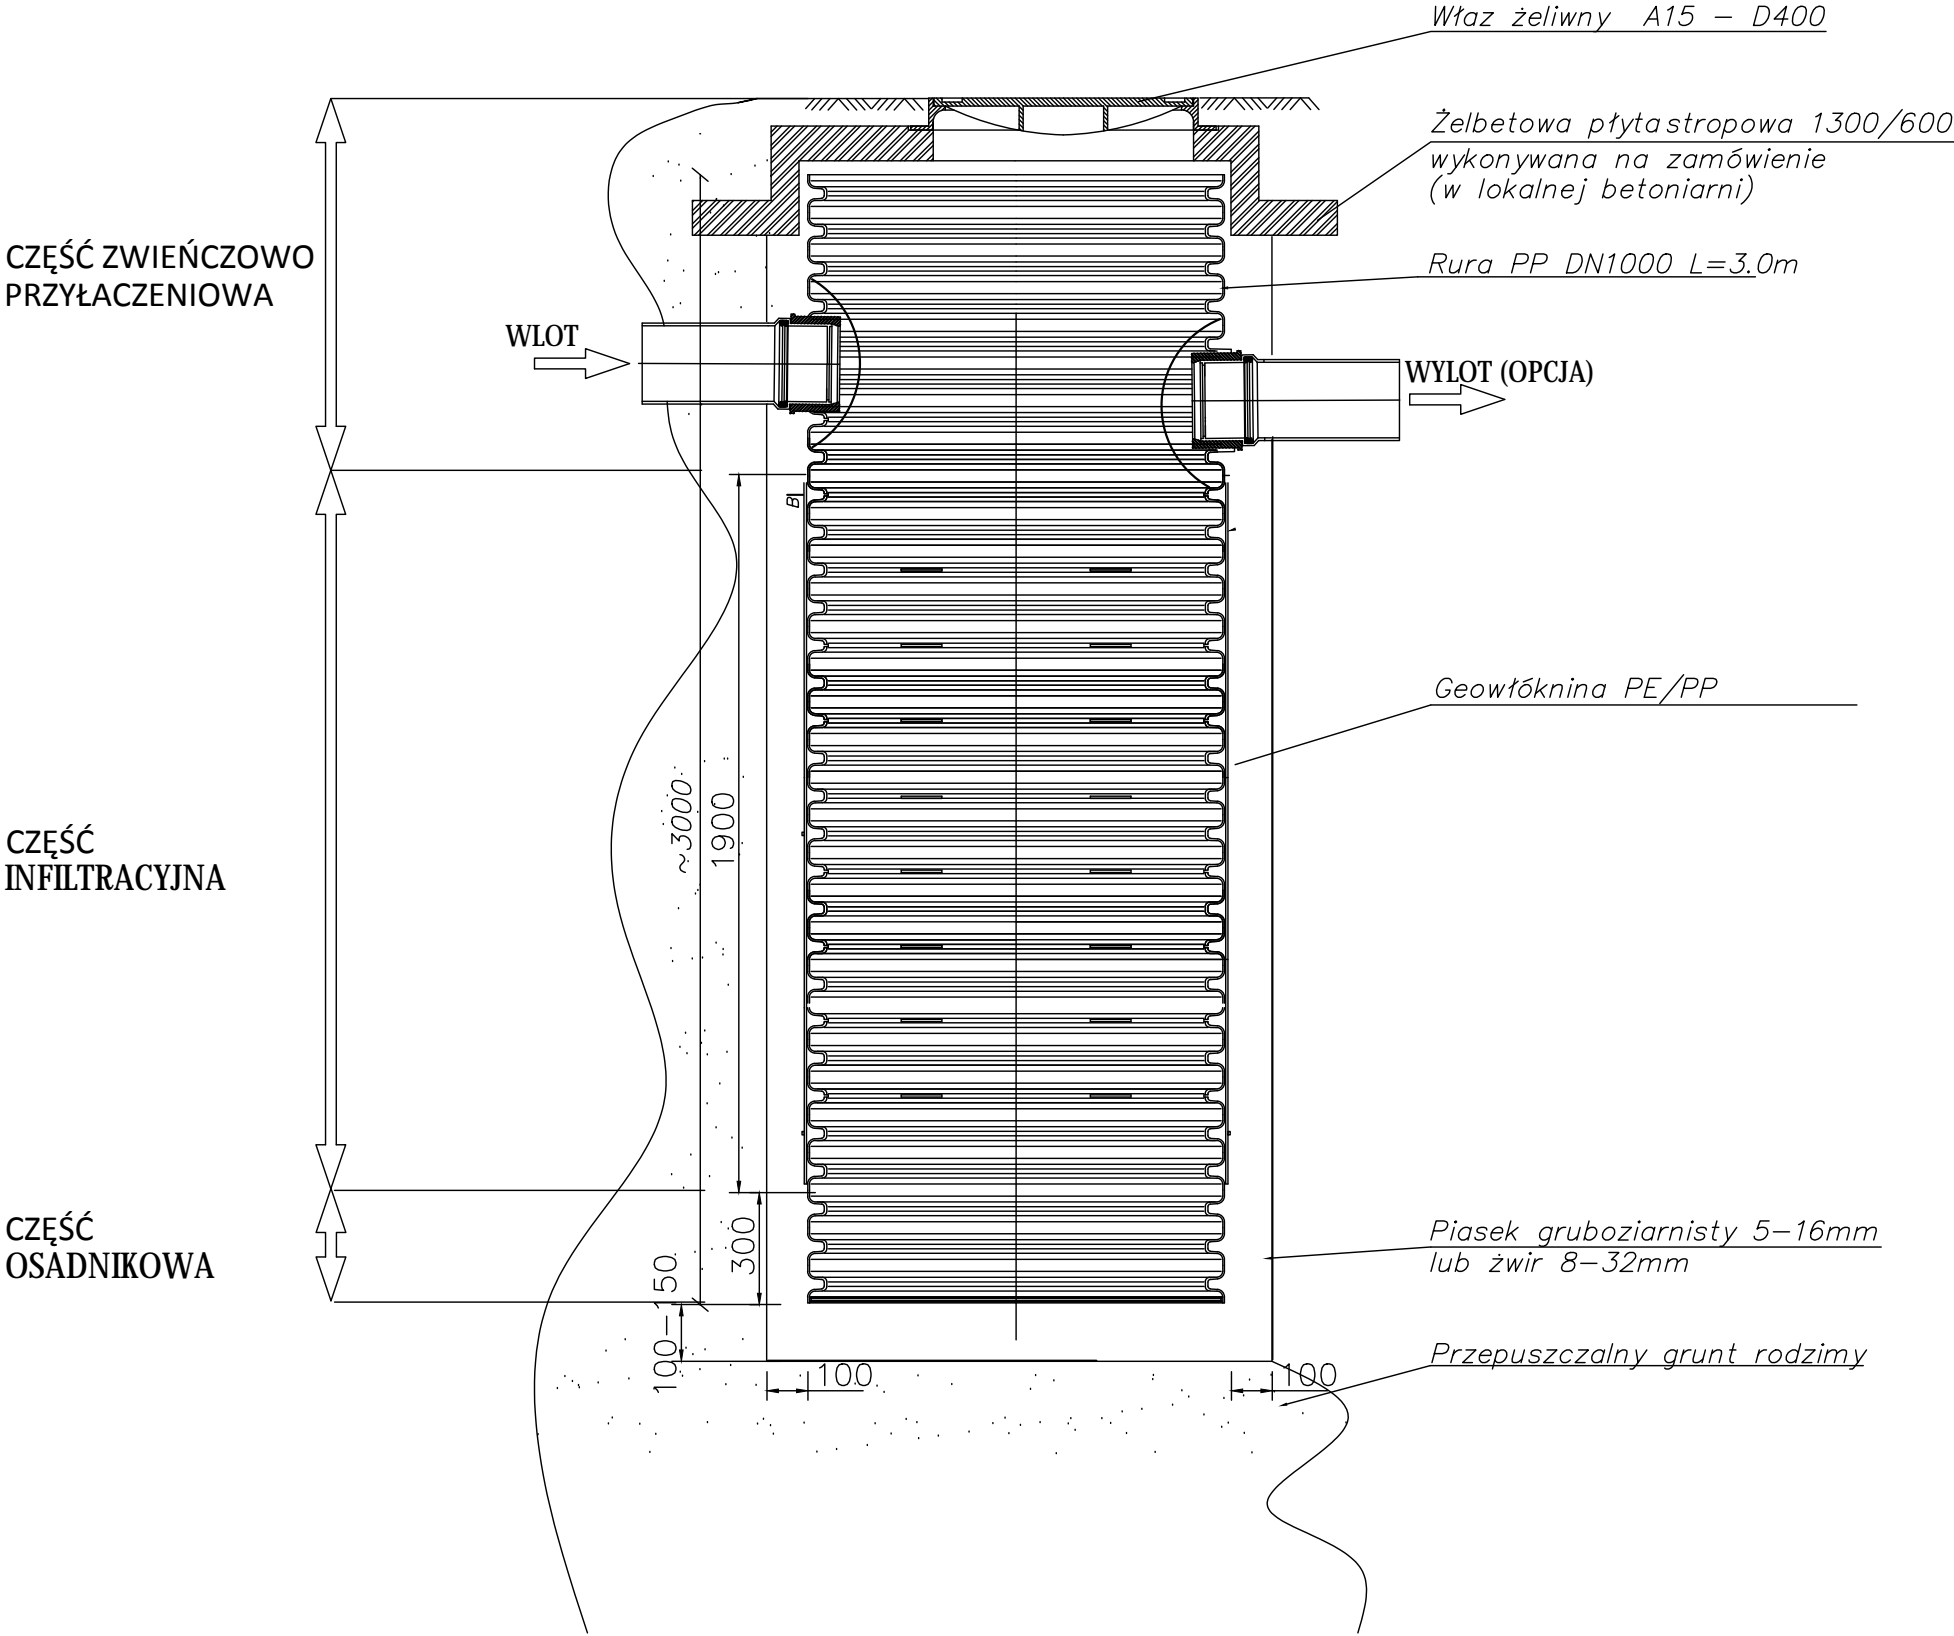 Właz żeliwny A15 – D400
Żelbetowa płyta stropowa 1300/600
wykonywana na zamówienie
(w lokalnej betoniarni)
CZĘŚĆ ZWIEŃCZOWO
PRZYŁACZENIOWA
Rura PP DN1000 L=3.0m
WLOT
WYLOT (OPCJA)
B
Geowłóknina PE/PP
~3000
1900
CZĘŚĆ
INFILTRACYJNA
CZĘŚĆ
OSADNIKOWA
300
100–150
Piasek gruboziarnisty 5–16mm
lub żwir 8–32mm
Przepuszczalny grunt rodzimy
100
100